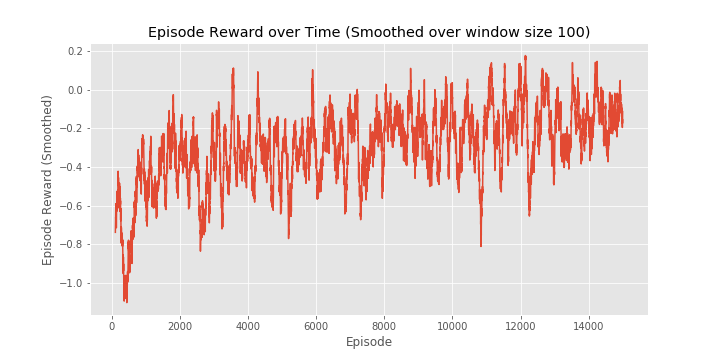 Episode Reward over Time (Smoothed over window size 100)
0.2
0.0
−0.2
−0.4
−0.6
−0.8
−1.0
Episode Reward (Smoothed)
0 2000 4000 6000 8000 10000 12000 14000
Episode